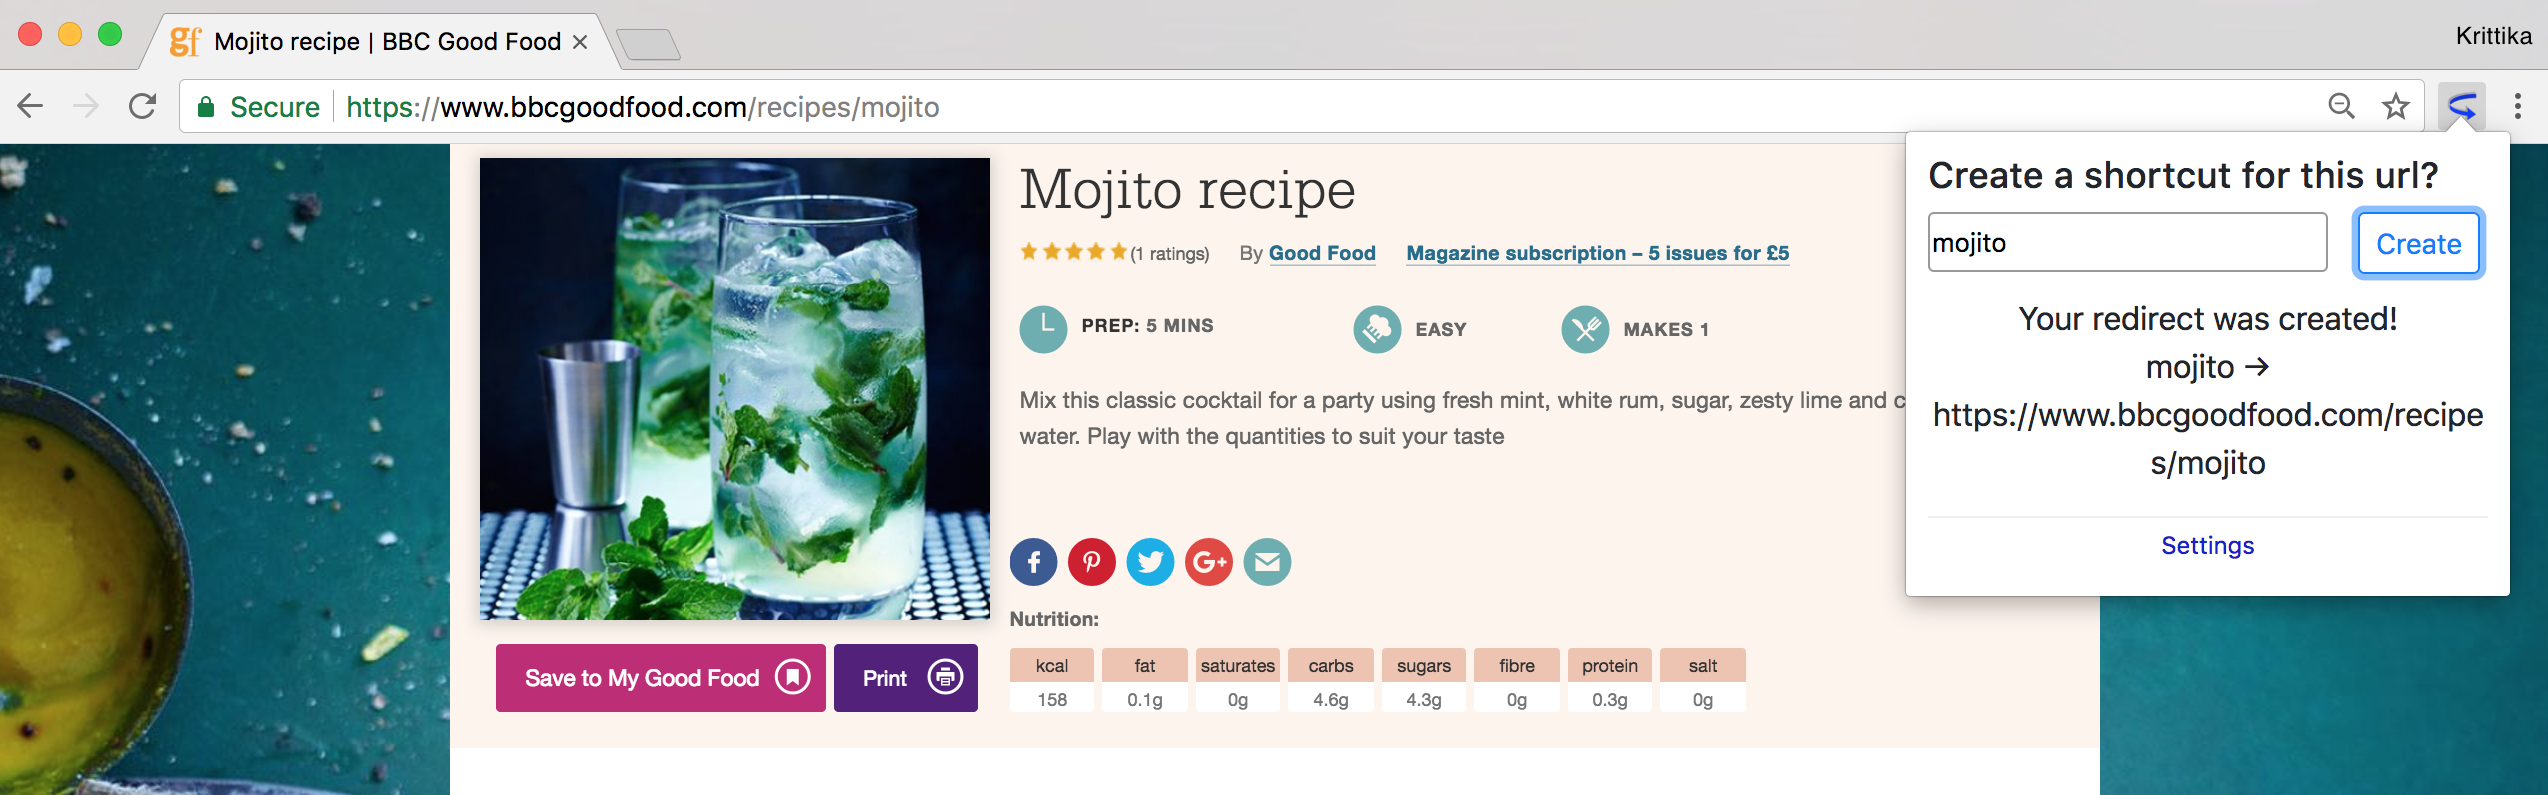 gf Mojito recipe | BBC Good Food
Krittika
Secure https://www.bbcgoodfood.com/recipes/mojito
Mojito recipe
(1 ratings) By Good Food Magazine subscription – 5 issues for £5
PREP: 5 MINS EASY MAKES 1
Mix this classic cocktail for a party using fresh mint, white rum, sugar, zesty lime and c
water. Play with the quantities to suit your taste
Nutrition:
kcal fat saturates carbs sugars fibre protein salt
158 0.1g 0g 4.6g 4.3g 0g 0.3g 0g
Save to My Good Food Print
Create a shortcut for this url?
mojito Create
Your redirect was created!
mojito →
https://www.bbcgoodfood.com/recipe
s/mojito
Settings